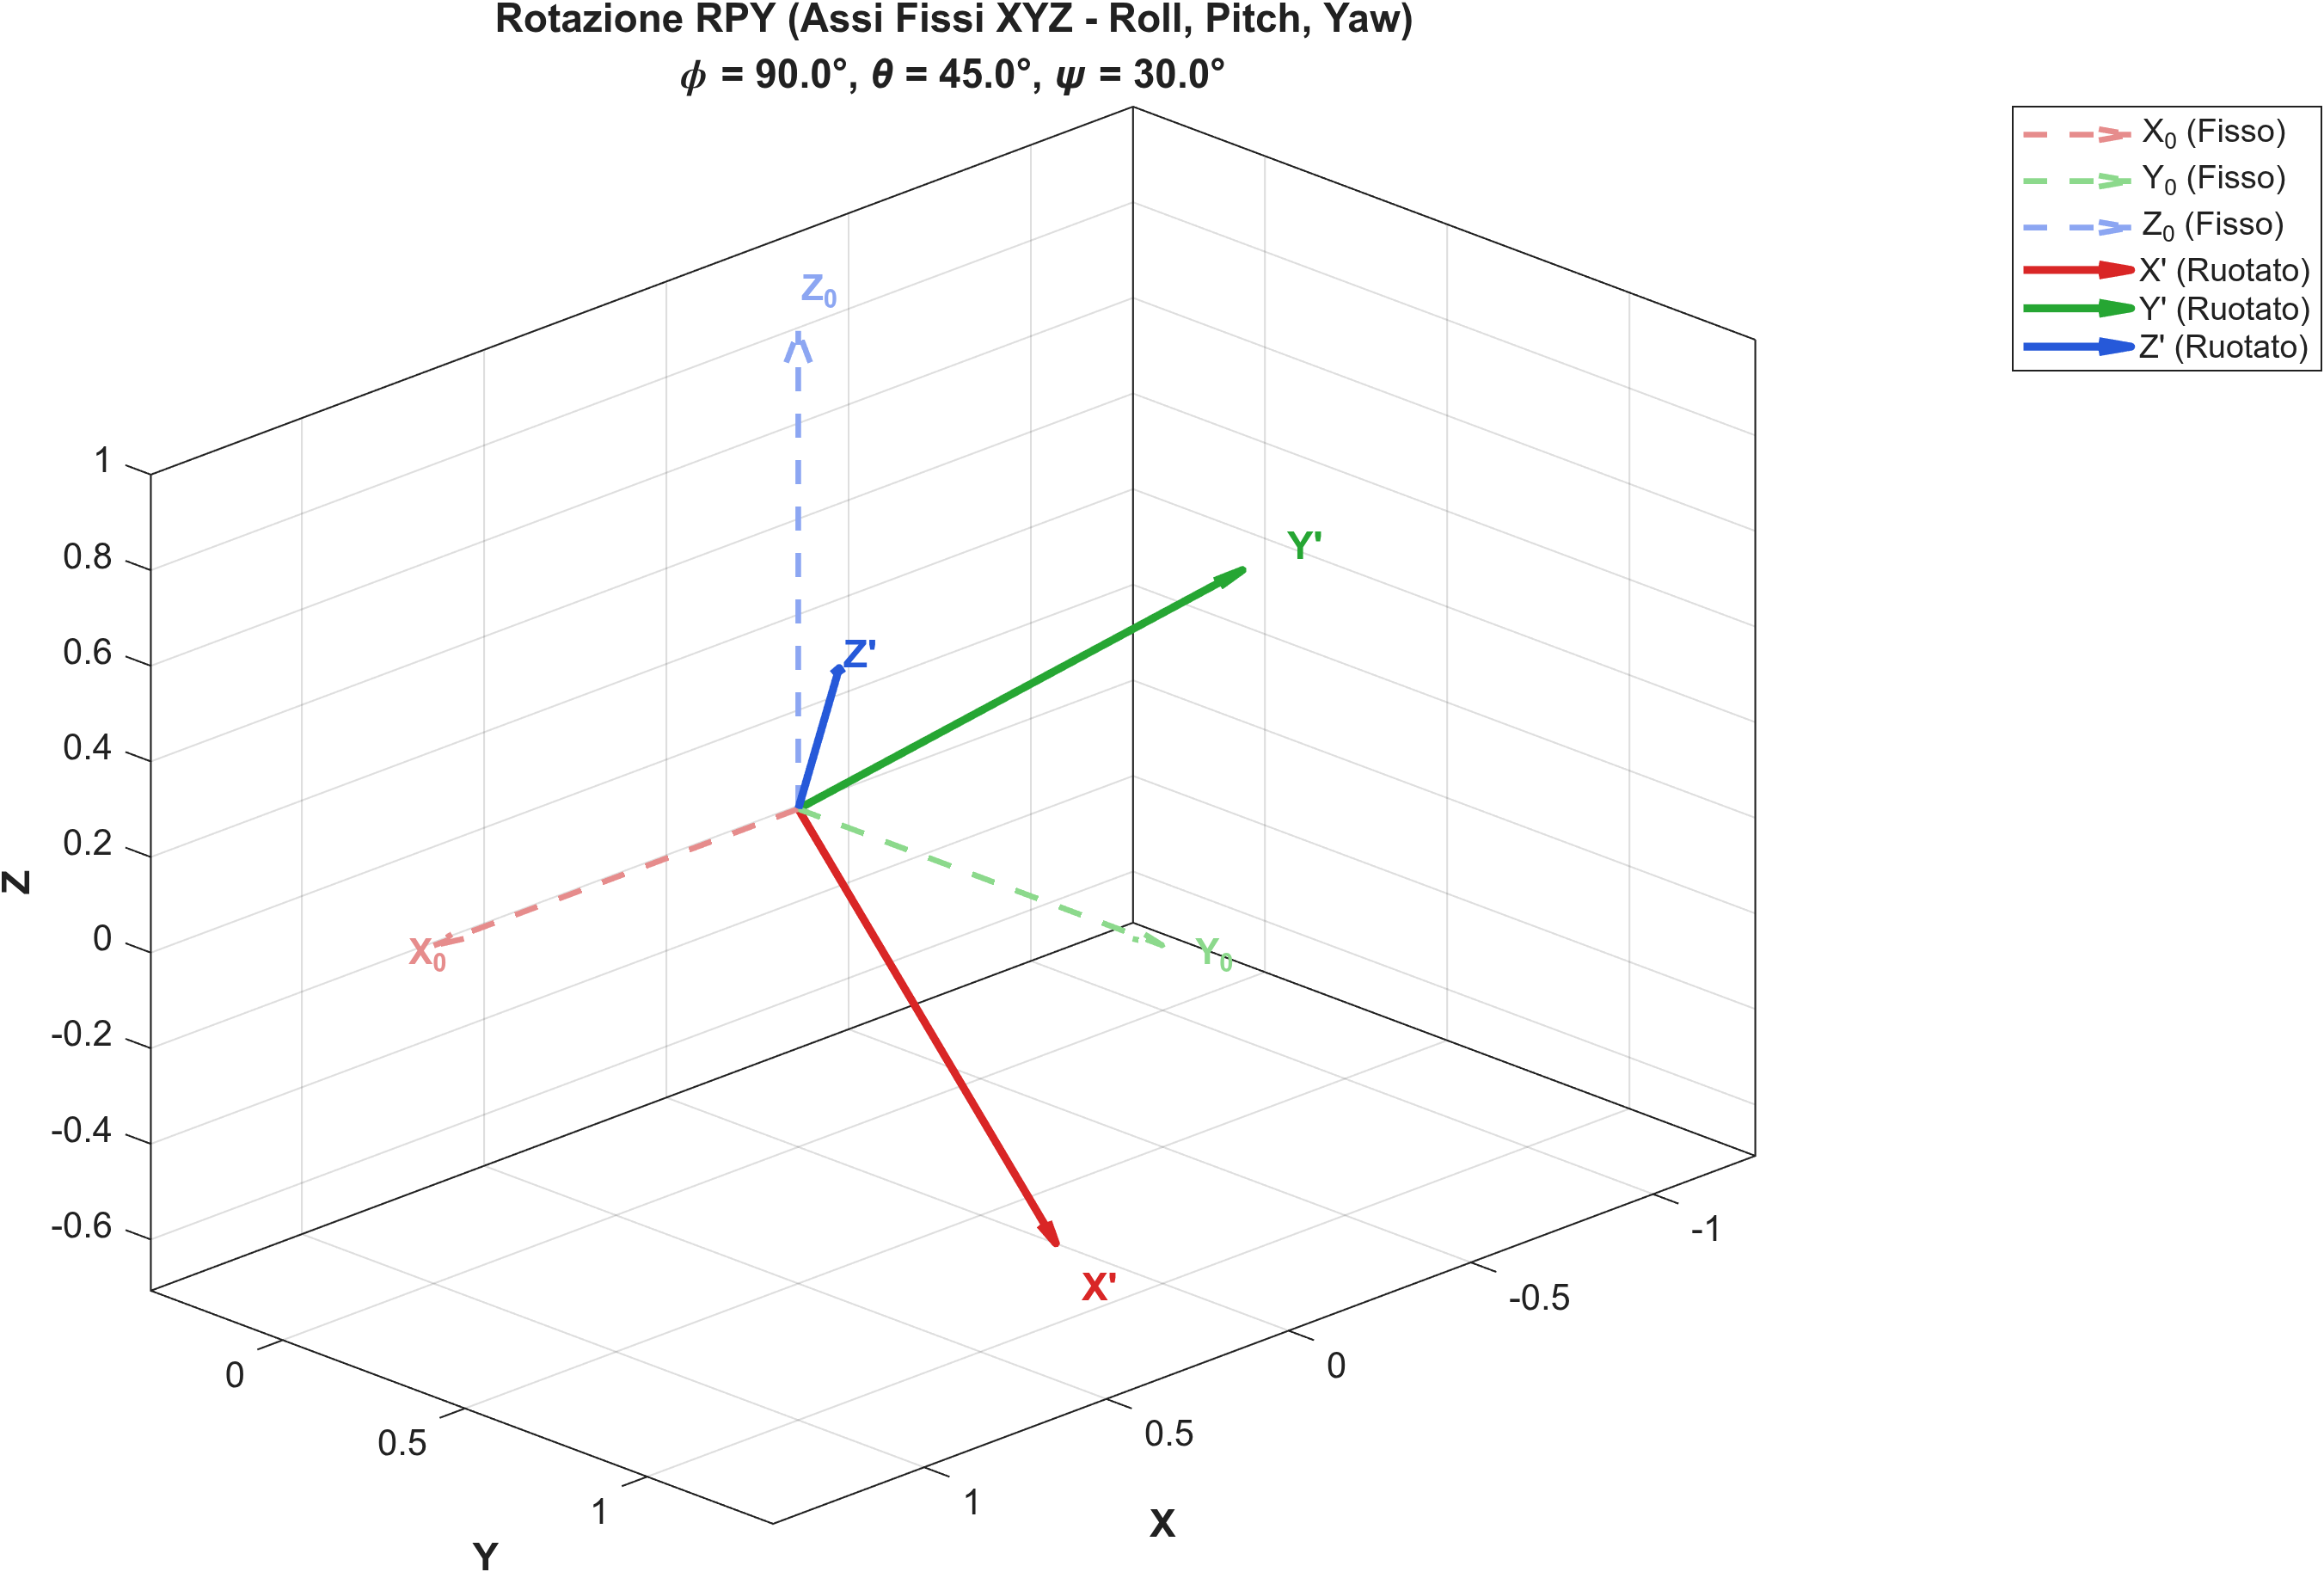 Rotazione RPY (Assi Fissi XYZ - Roll, Pitch, Yaw)
ϕ = 90.0°, θ = 45.0°, ψ = 30.0°
X₀ (Fisso)
Y₀ (Fisso)
Z₀ (Fisso)
X' (Ruotato)
Y' (Ruotato)
Z' (Ruotato)
Z₀
Y'
Z'
X₀
Y₀
X'
1
0.8
0.6
0.4
0.2
0
-0.2
-0.4
-0.6
Z
0
0.5
1
Y
-1
-0.5
0
0.5
1
X